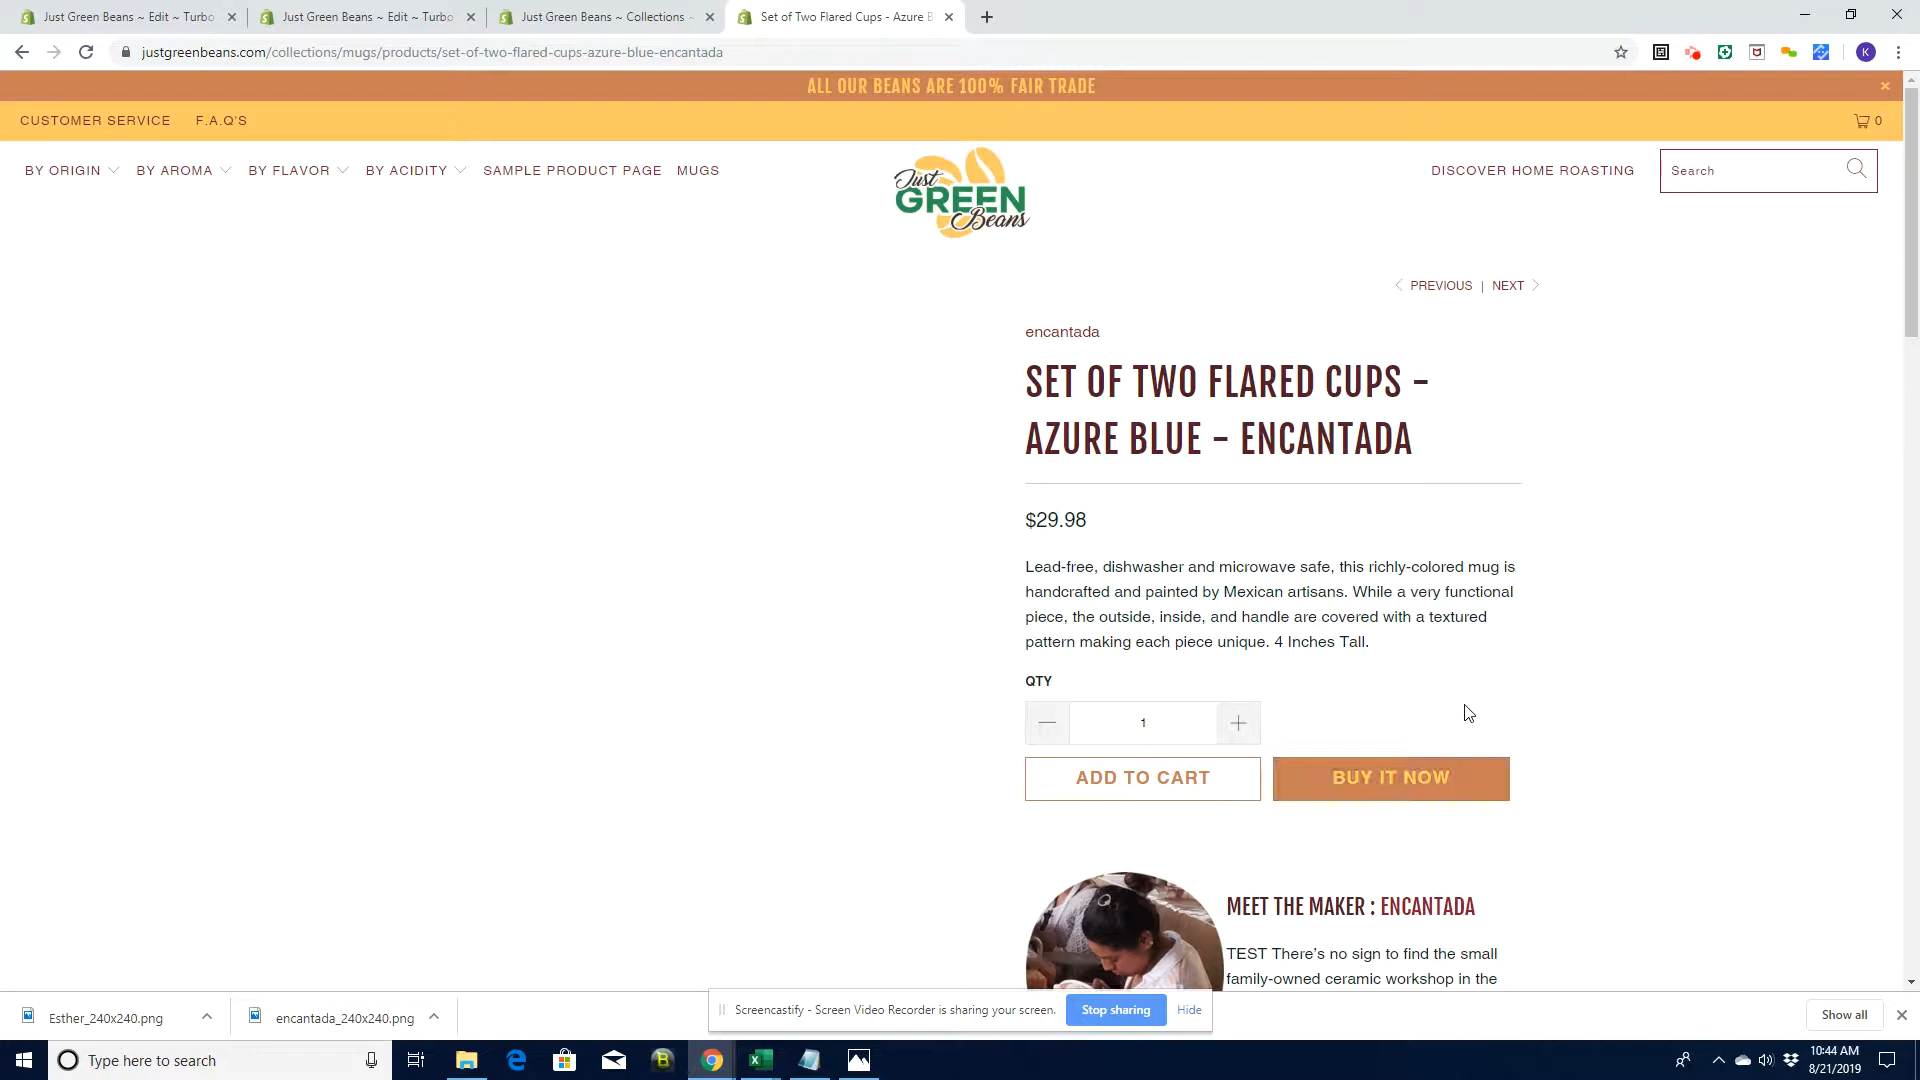 Just Green Beans ~ Edit ~ Turbo
Just Green Beans ~ Edit ~ Turbo
Just Green Beans ~ Collections ~
Set of Two Flared Cups - Azure B
justgreenbeans.com/collections/mugs/products/set-of-two-flared-cups-azure-blue-encantada
K
ALL OUR BEANS ARE 100% FAIR TRADE
CUSTOMER SERVICE F.A.Q'S
0
BY ORIGIN BY AROMA BY FLAVOR BY ACIDITY SAMPLE PRODUCT PAGE MUGS
Just
GREEN
Beans
DISCOVER HOME ROASTING
Search
PREVIOUS | NEXT
encantada
SET OF TWO FLARED CUPS -
AZURE BLUE - ENCANTADA
$29.98
Lead-free, dishwasher and microwave safe, this richly-colored mug is
handcrafted and painted by Mexican artisans. While a very functional
piece, the outside, inside, and handle are covered with a textured
pattern making each piece unique. 4 Inches Tall.
QTY
1
ADD TO CART
BUY IT NOW
MEET THE MAKER : ENCANTADA
TEST There's no sign to find the small
family-owned ceramic workshop in the
Esther_240x240.png
encantada_240x240.png
Screencastify - Screen Video Recorder is sharing your screen.
Stop sharing
Hide
Show all
Type here to search
10:44 AM
8/21/2019